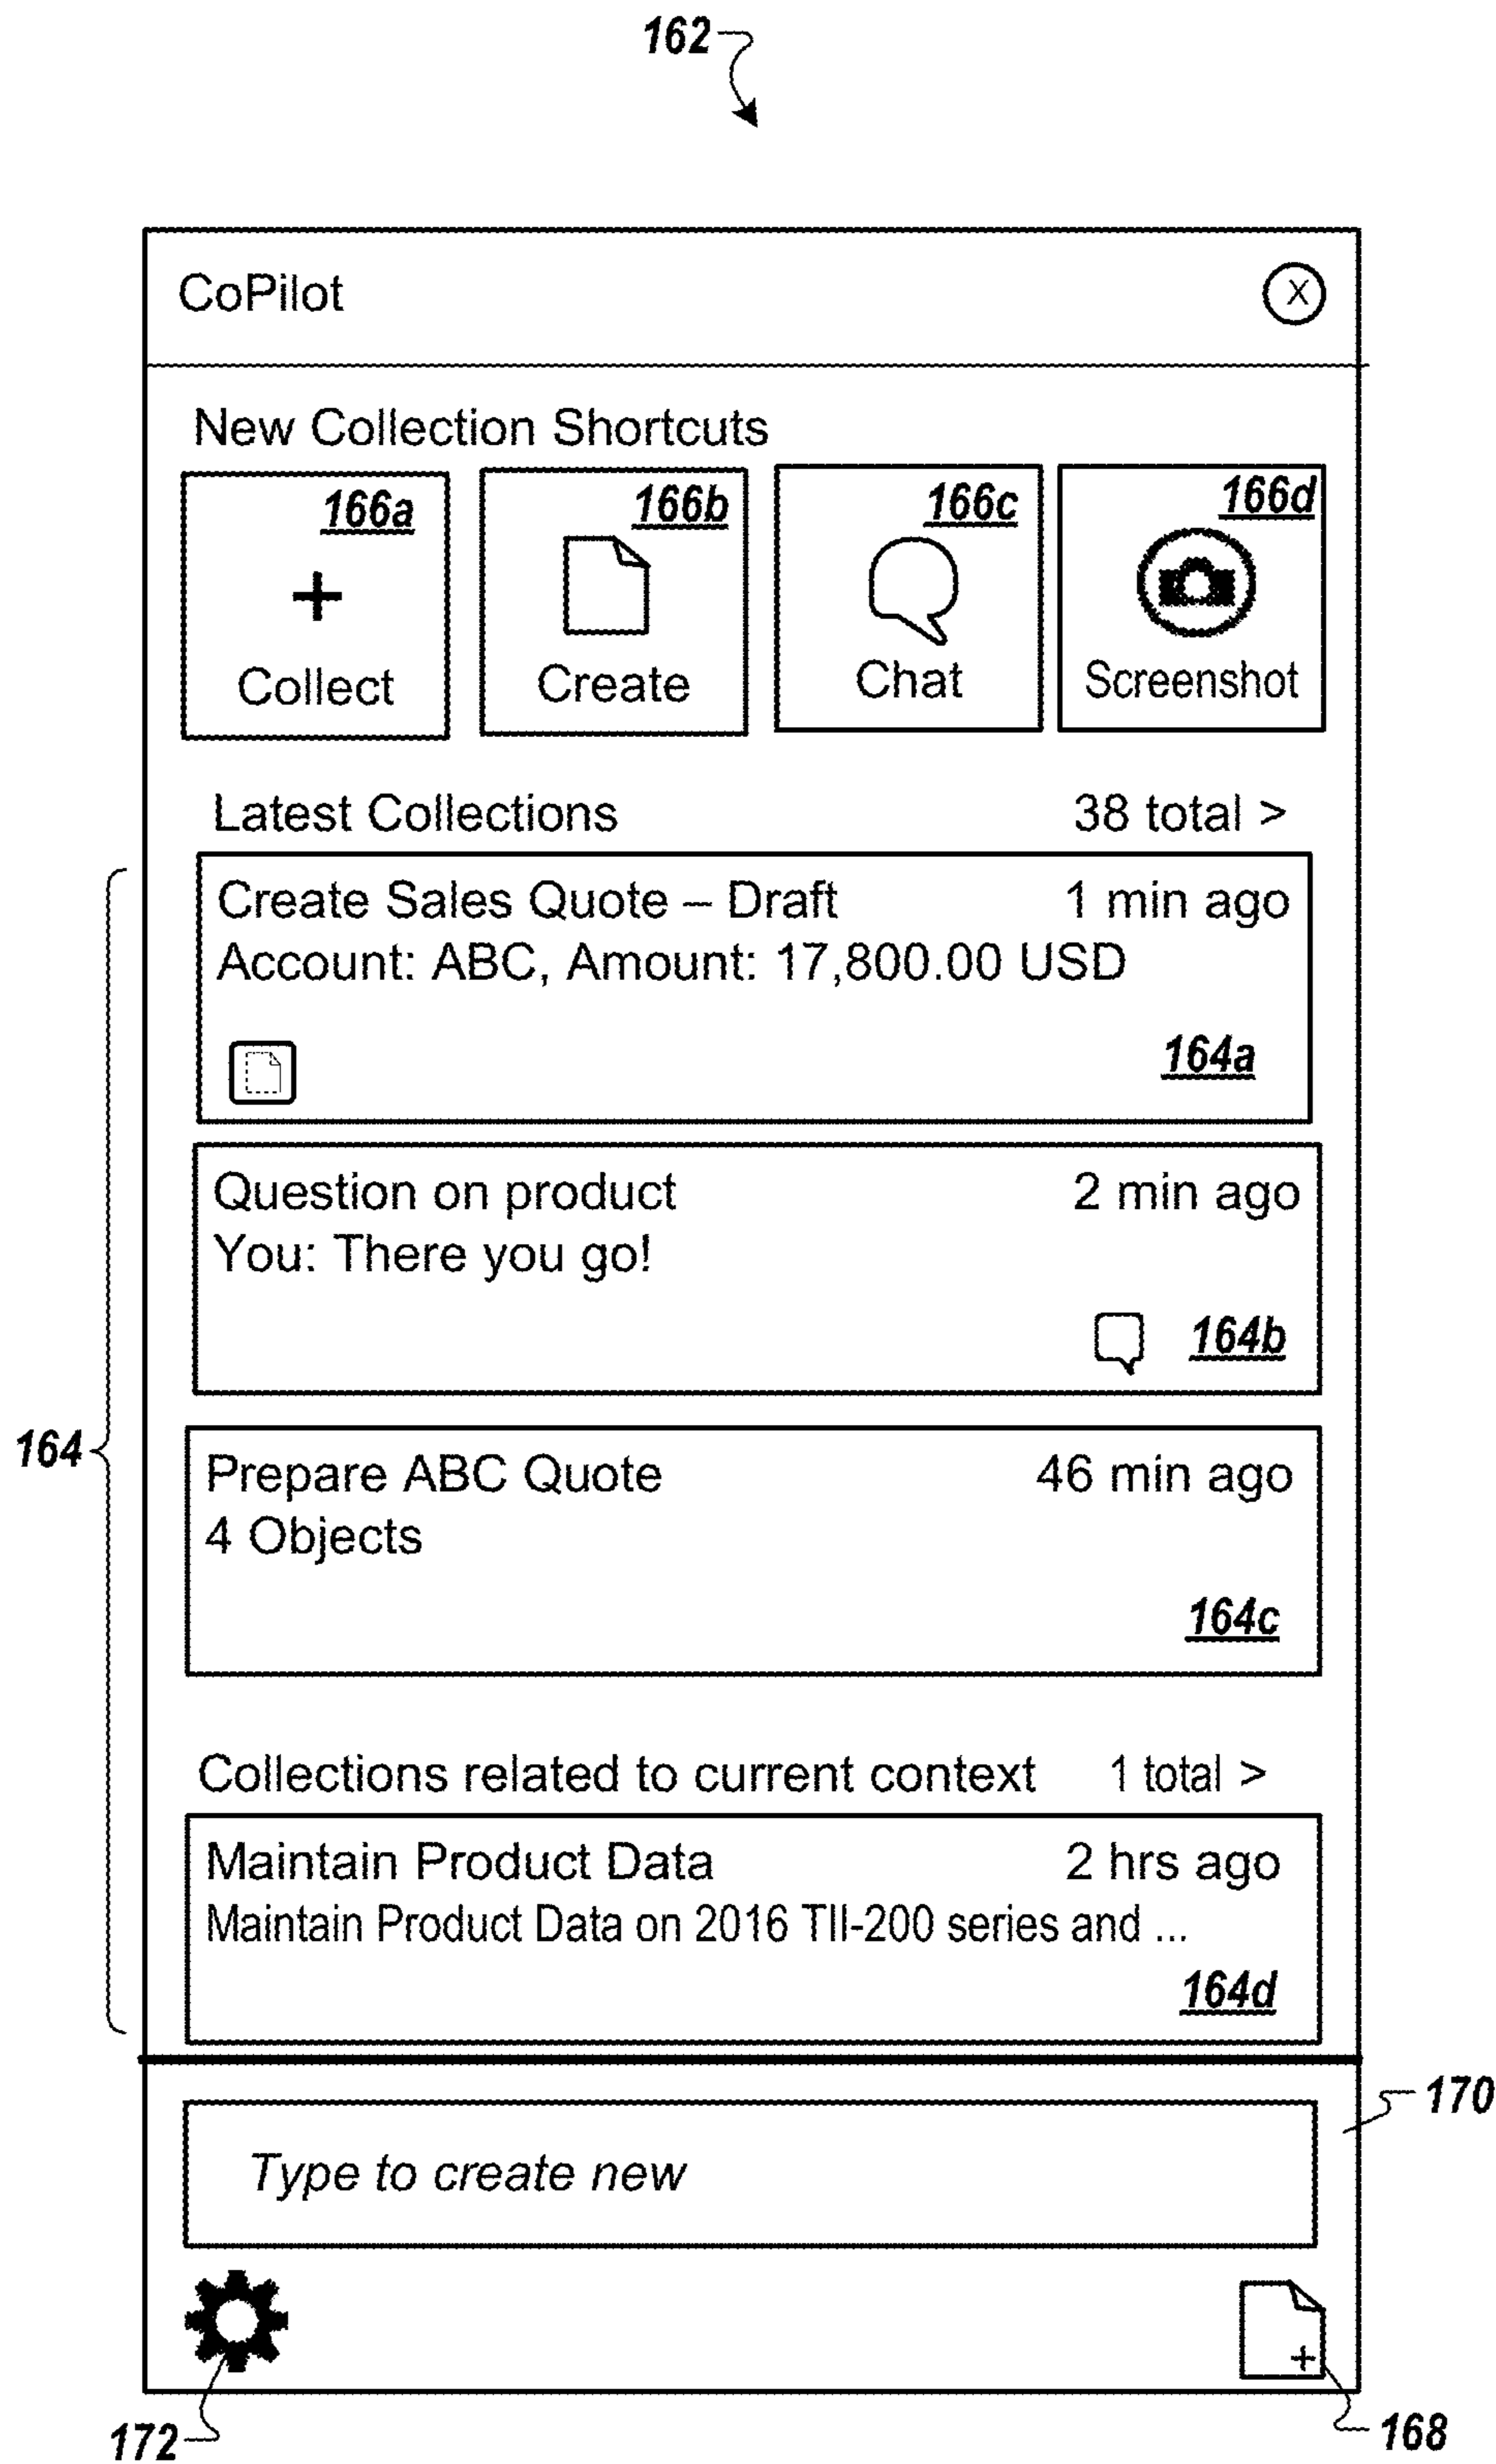 162
CoPilot X
New Collection Shortcuts
166a 166b 166c 166d
+
Collect Create Chat Screenshot
Latest Collections 38 total >
Create Sales Quote – Draft 1 min ago
Account: ABC, Amount: 17,800.00 USD
164a
Question on product 2 min ago
You: There you go!
164b
164
Prepare ABC Quote 46 min ago
4 Objects
164c
Collections related to current context 1 total >
Maintain Product Data 2 hrs ago
Maintain Product Data on 2016 TII-200 series and ...
164d
170
Type to create new
+
172 168